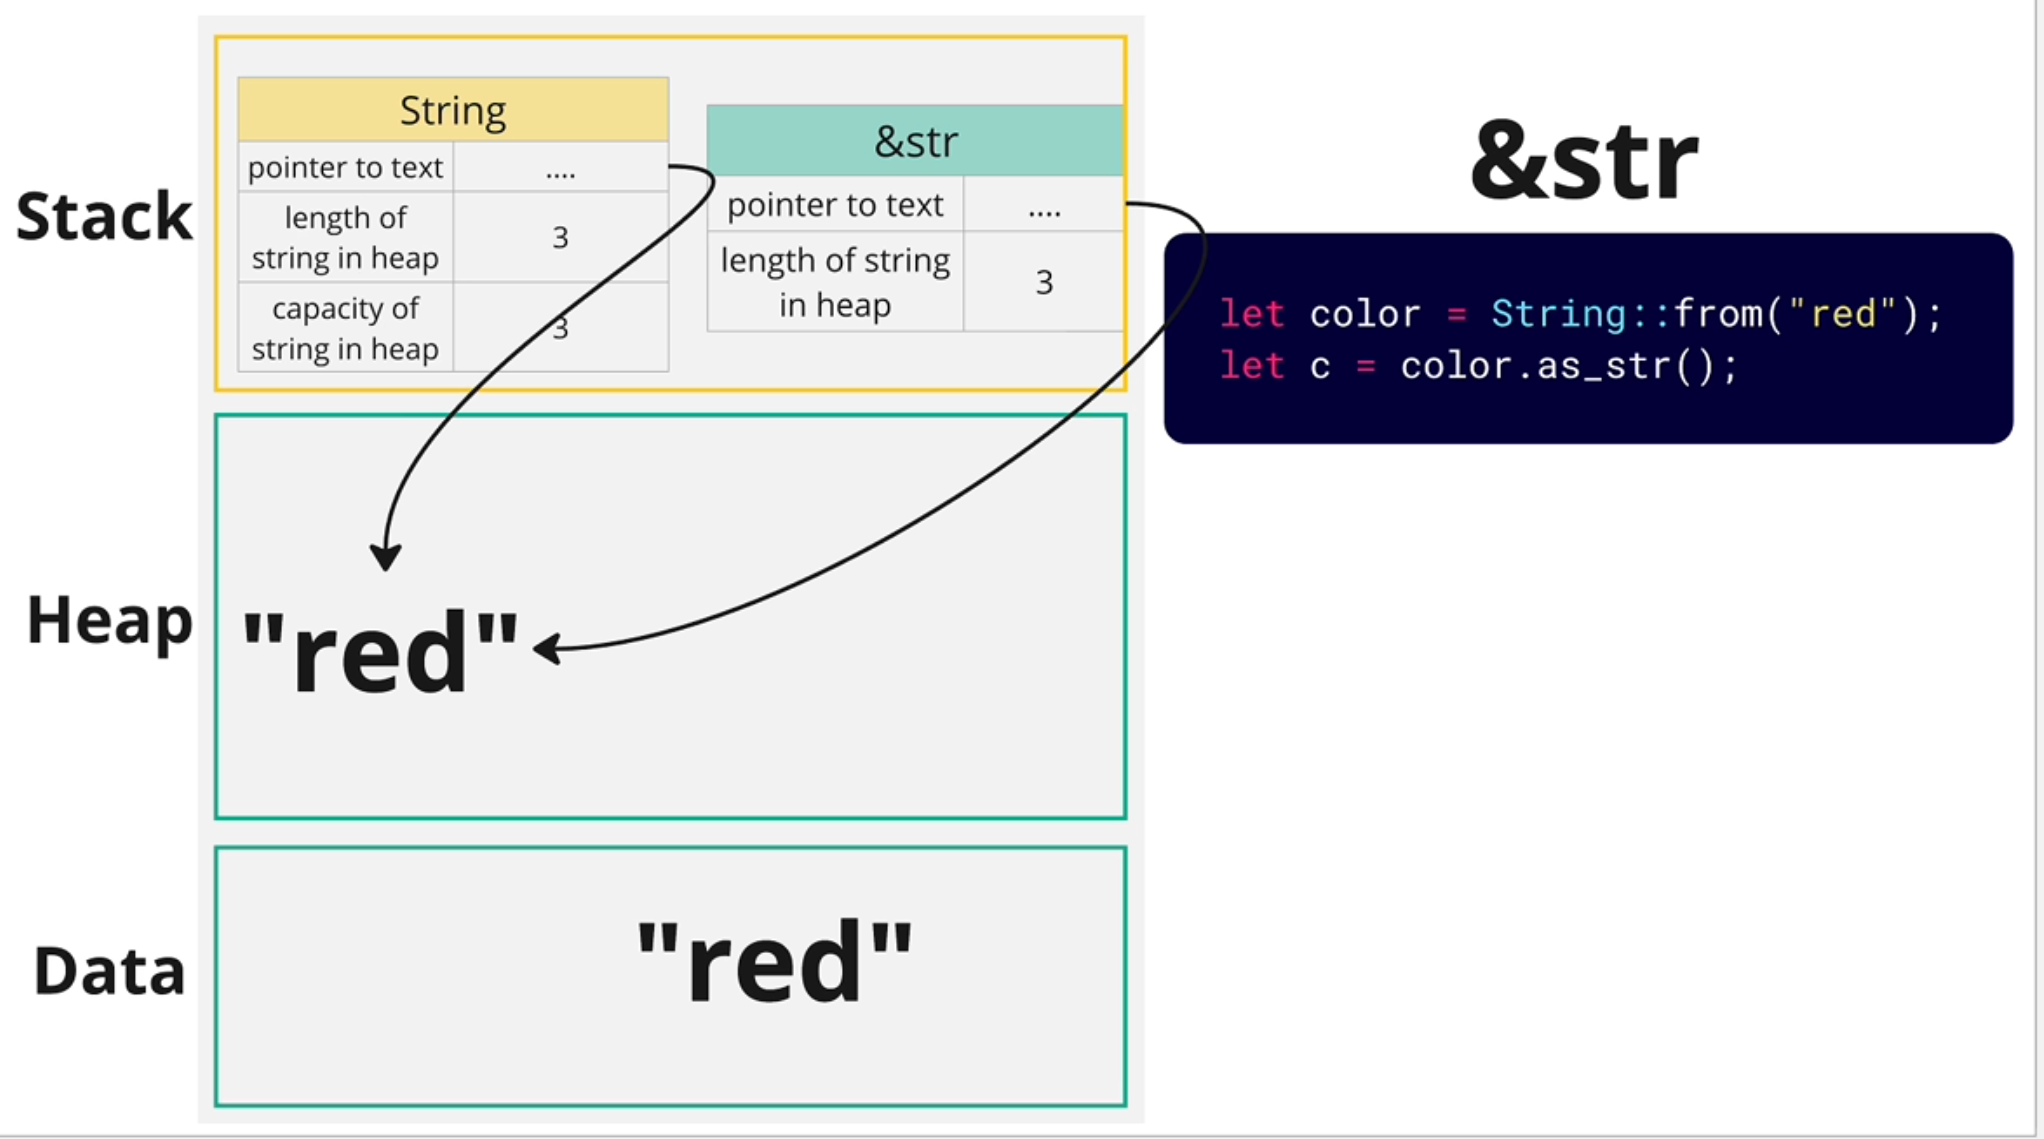 Stack
String
pointer to text ....
length of
string in heap
3
capacity of
string in heap
3
&str
pointer to text ....
length of string
in heap
3
Heap
"red"
Data
"red"
&str
let color = String::from("red");
let c = color.as_str();